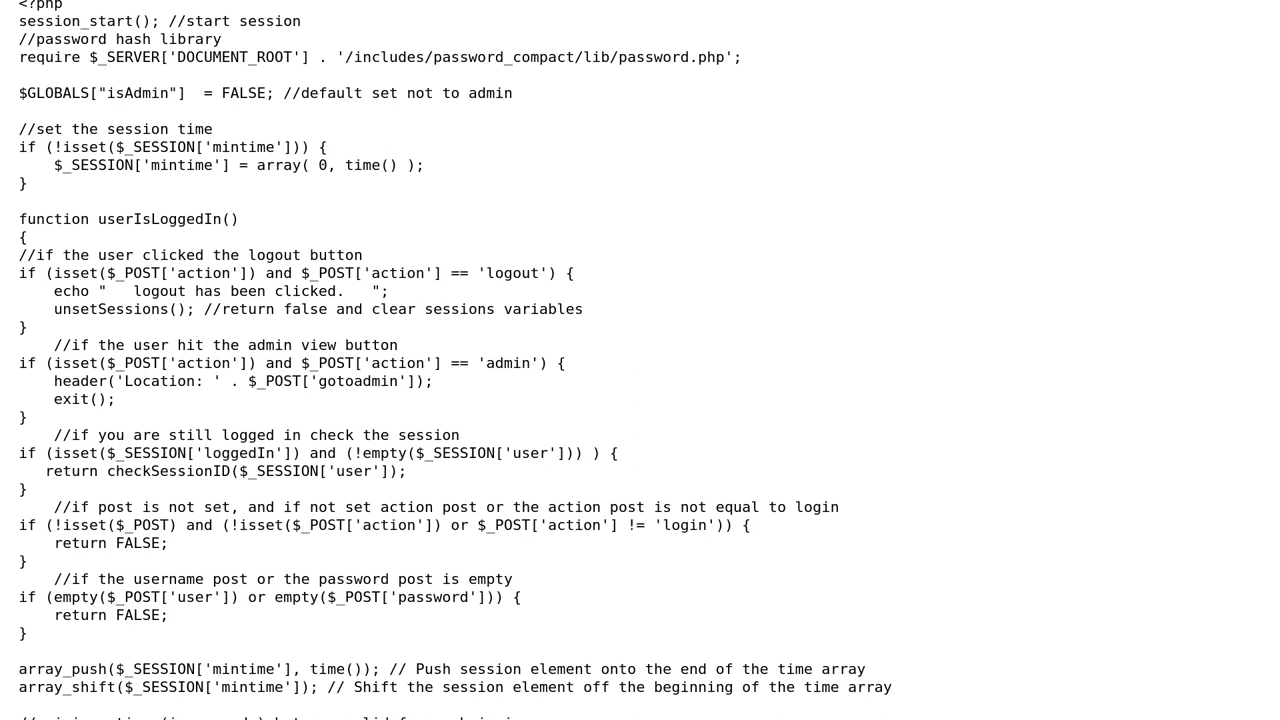 <?php
session_start(); //start session
//password hash library
require $_SERVER['DOCUMENT_ROOT'] . '/includes/password_compact/lib/password.php';

$GLOBALS["isAdmin"]  = FALSE; //default set not to admin

//set the session time
if (!isset($_SESSION['mintime'])) {
    $_SESSION['mintime'] = array( 0, time() );
}

function userIsLoggedIn()
{
//if the user clicked the logout button
if (isset($_POST['action']) and $_POST['action'] == 'logout') {
    echo "   logout has been clicked.   ";
    unsetSessions(); //return false and clear sessions variables
}
    //if the user hit the admin view button
if (isset($_POST['action']) and $_POST['action'] == 'admin') {
    header('Location: ' . $_POST['gotoadmin']);
    exit();
}
    //if you are still logged in check the session
if (isset($_SESSION['loggedIn']) and (!empty($_SESSION['user'])) ) {
   return checkSessionID($_SESSION['user']);
}
    //if post is not set, and if not set action post or the action post is not equal to login
if (!isset($_POST) and (!isset($_POST['action']) or $_POST['action'] != 'login')) {
    return FALSE;
}
    //if the username post or the password post is empty
if (empty($_POST['user']) or empty($_POST['password'])) {
    return FALSE;
}

array_push($_SESSION['mintime'], time()); // Push session element onto the end of the time array
array_shift($_SESSION['mintime']); // Shift the session element off the beginning of the time array